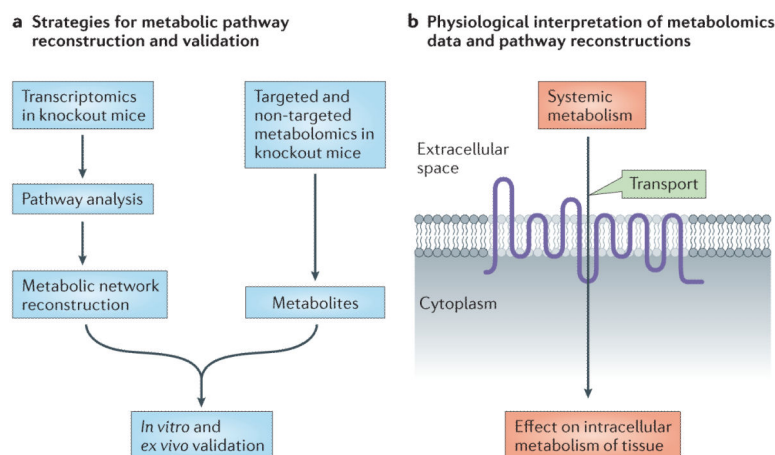 a Strategies for metabolic pathway
reconstruction and validation
Transcriptomics
in knockout mice
Pathway analysis
Metabolic network
reconstruction
Targeted and
non-targeted
metabolomics in
knockout mice
Metabolites
In vitro and
ex vivo validation
b Physiological interpretation of metabolomics
data and pathway reconstructions
Systemic
metabolism
Extracellular
space
Transport
Cytoplasm
Effect on intracellular
metabolism of tissue